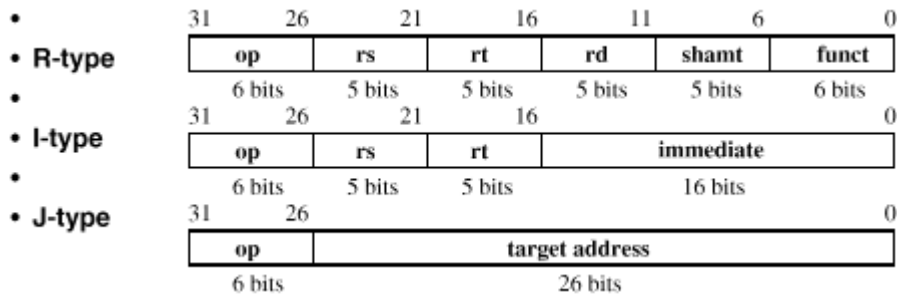 31 26 21 16 11 6 0
• R-type op rs rt rd shamt funct
6 bits 5 bits 5 bits 5 bits 5 bits 6 bits
31 26 21 16 0
• I-type op rs rt immediate
6 bits 5 bits 5 bits 16 bits
31 26 0
• J-type op target address
6 bits 26 bits